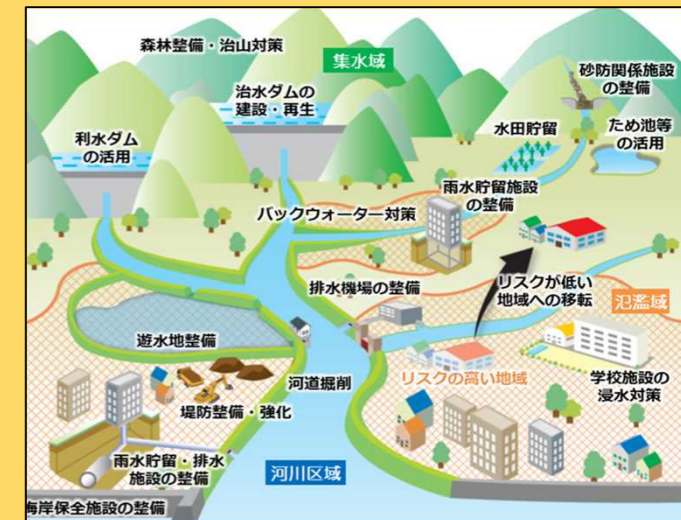 森林整備・治山対策
集水域
砂防関係施設
の整備
治水ダムの
建設・再生
水田貯留
ため池等
の活用
利水ダム
の活用
雨水貯留施設
の整備
バックウォーター対策
リスクが低い
地域への移転
排水機場の整備
氾濫域
遊水地整備
リスクの高い地域
学校施設の
浸水対策
河道掘削
堤防整備・強化
雨水貯留・排水
施設の整備
河川区域
海岸保全施設の整備